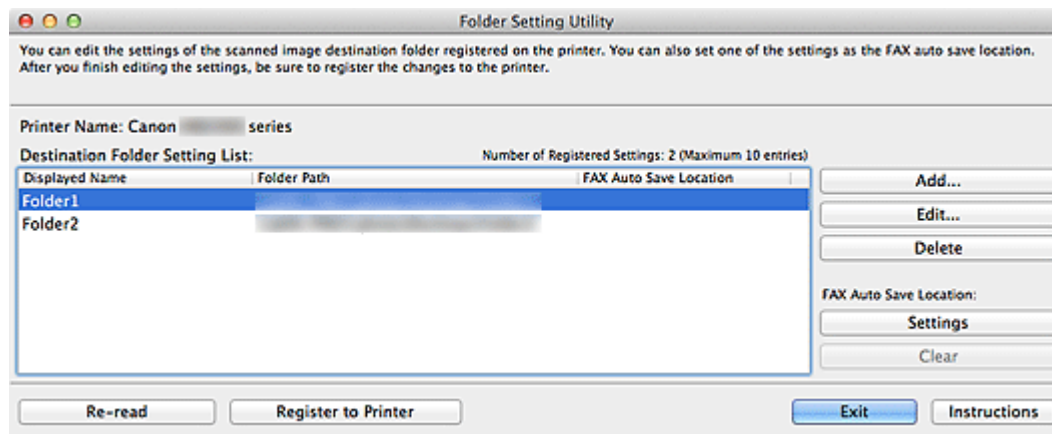 Folder Setting Utility
You can edit the settings of the scanned image destination folder registered on the printer. You can also set one of the settings as the FAX auto save location.
After you finish editing the settings, be sure to register the changes to the printer.
Printer Name: Canon series
Destination Folder Setting List: Number of Registered Settings: 2 (Maximum 10 entries)
Displayed Name Folder Path FAX Auto Save Location
Add...
Folder1
Edit...
Folder2
Delete
FAX Auto Save Location:
Settings
Clear
Re-read Register to Printer Exit Instructions